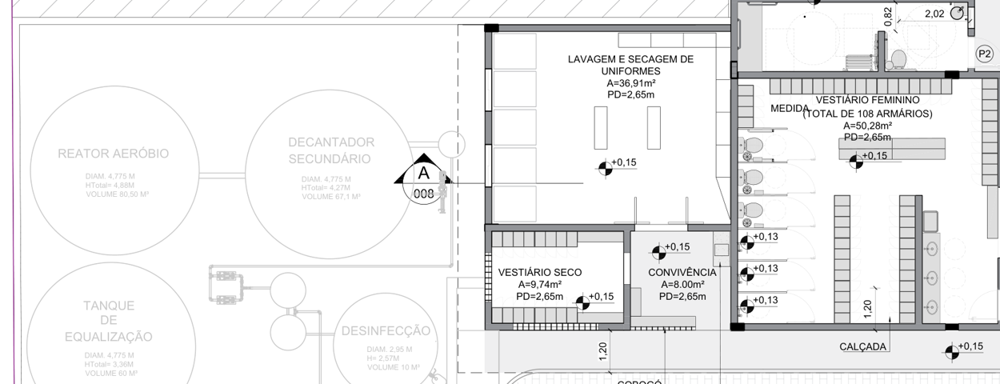 0,82
2,02
P2
LAVAGEM E SECAGEM DE
UNIFORMES
A=36,91m²
PD=2,65m
+0,15
MEDIDA
VESTIÁRIO FEMININO
(TOTAL DE 108 ARMÁRIOS)
A=50,28m²
PD=2,65m
+0,15
REATOR AERÓBIO
DIAM. 4,775 M
HTotal= 4,88M
VOLUME 80,50 M³
DECANTADOR
SECUNDÁRIO
DIAM. 4,775 M
HTotal= 4,27M
VOLUME 67,1 M³
A
008
+0,13
+0,13
+0,13
VESTIÁRIO SECO
A=9,74m²
PD=2,65m
+0,15
+0,15
CONVIVÊNCIA
A=8.00m²
PD=2,65m
TANQUE
DE
EQUALIZAÇÃO
DIAM. 4,775 M
HTotal= 3,36M
VOLUME 60 M³
DESINFECÇÃO
DIAM. 2,95 M
H= 2,57M
VOLUME 10 M³
1,20
1,20
CALÇADA
+0,15
COBOGÓ